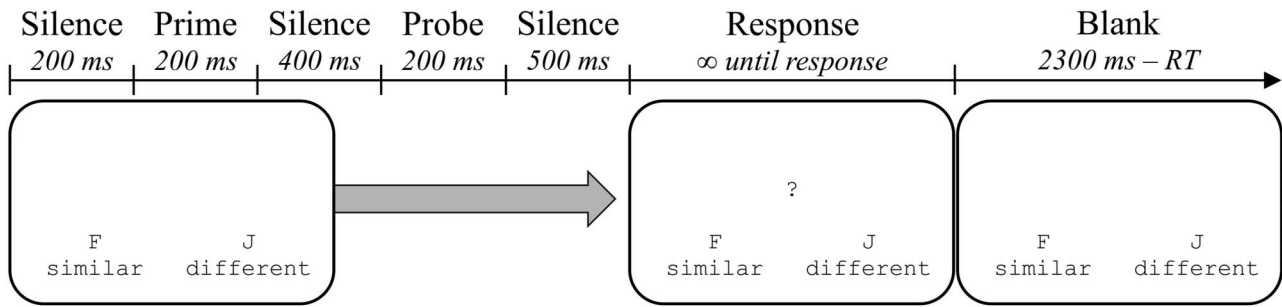 Silence Prime Silence Probe Silence Response Blank
200 ms 200 ms 400 ms 200 ms 500 ms ∞ until response 2300 ms – RT
?
F J F J F J
similar different similar different similar different